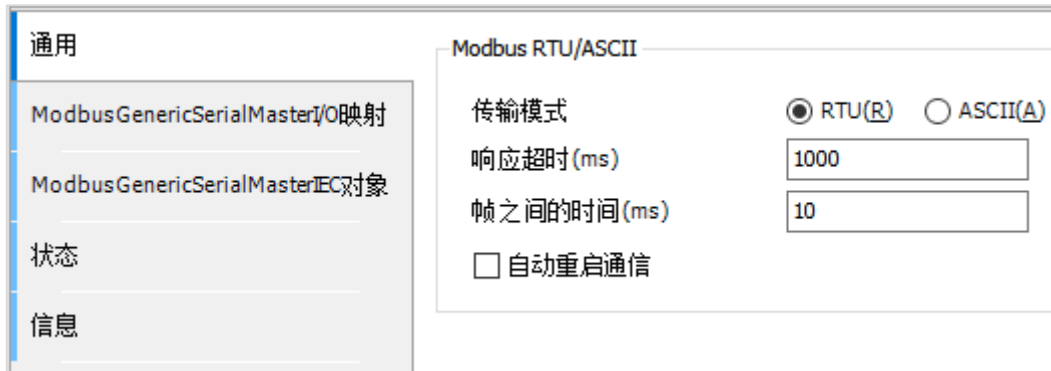 通用
ModbusGenericSerialMasterI/O映射
ModbusGenericSerialMasterIEC对象
状态
信息
Modbus RTU/ASCII
传输模式 RTU(R) ASCII(A)
响应超时(ms) 1000
帧之间的时间(ms) 10
自动重启通信